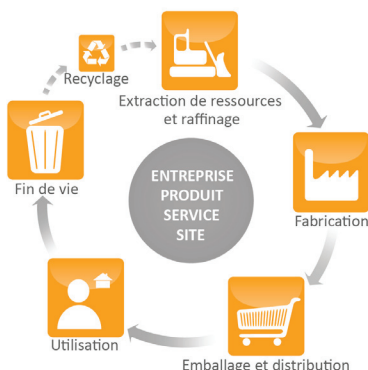 Recyclage
Extraction de ressources
et raffinage
Fin de vie
ENTREPRISE
PRODUIT
SERVICE
SITE
Fabrication
Utilisation
Emballage et distribution